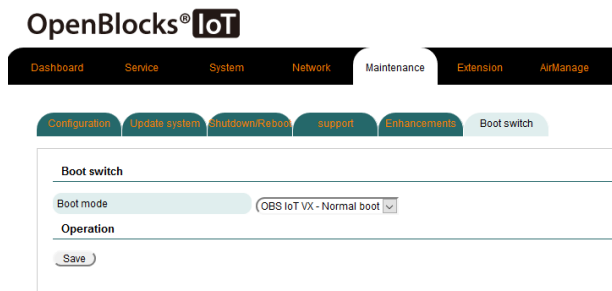 OpenBlocks® IoT
Dashboard Service System Network Maintenance Extension AirManage
Configuration Update system Shutdown/Reboot support Enhancements Boot switch
Boot switch
Boot mode OBS IoT VX - Normal boot
Operation
Save